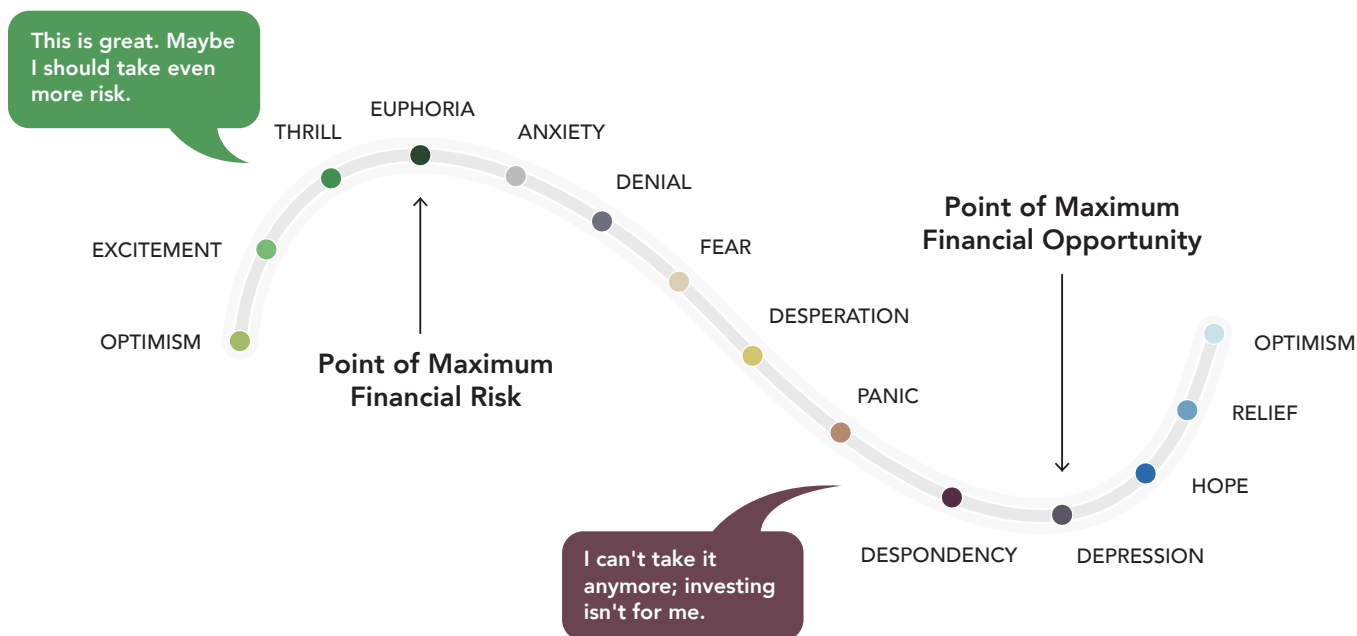 This is great. Maybe
I should take even
more risk.
EUPHORIA
THRILL
ANXIETY
DENIAL
Point of Maximum
Financial Opportunity
EXCITEMENT
FEAR
DESPERATION
OPTIMISM
OPTIMISM
Point of Maximum
Financial Risk
PANIC
RELIEF
HOPE
I can't take it
anymore; investing
isn't for me.
DESPONDENCY
DEPRESSION